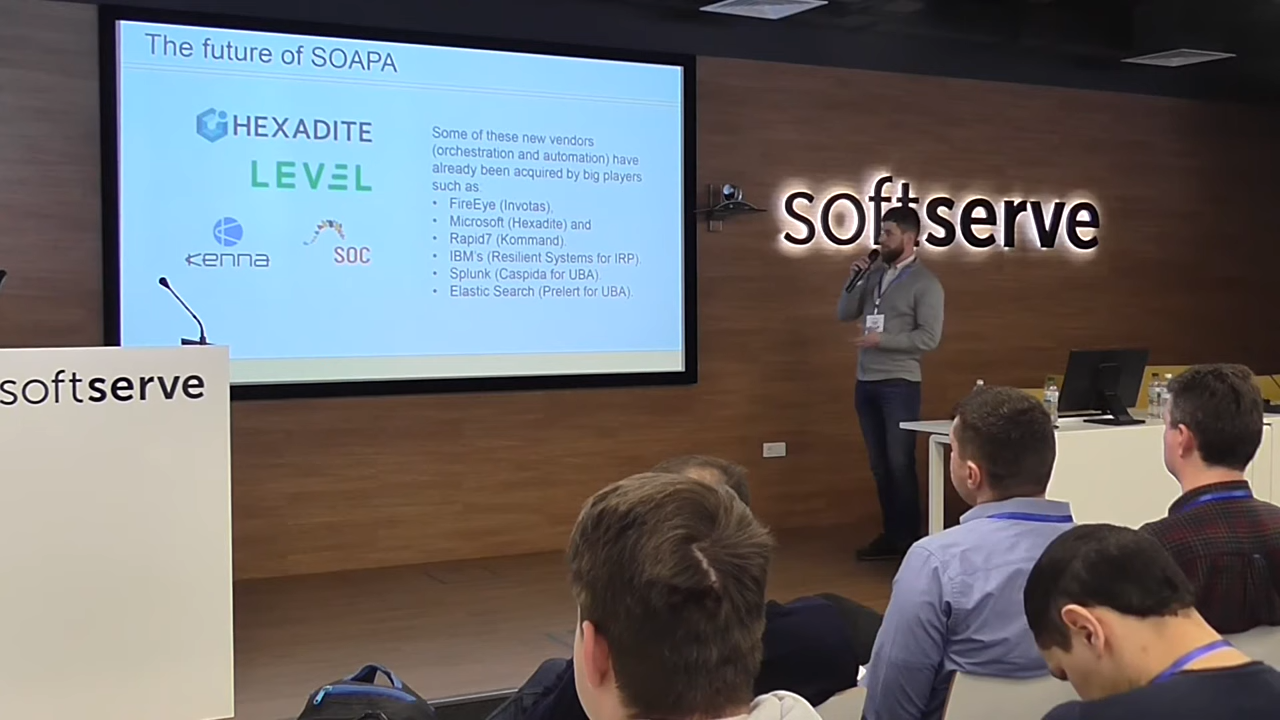 The future of SOAPA
HEXADITE
LEVEL
KENNA
SOC
Some of these new vendors
(orchestration and automation) have
already been acquired by big players
such as:
• FireEye (Invotas),
• Microsoft (Hexadite) and
• Rapid7 (Kommand).
• IBM's (Resilient Systems for IRP).
• Splunk (Caspida for UBA).
• Elastic Search (Prelert for UBA).
softserve
softserve